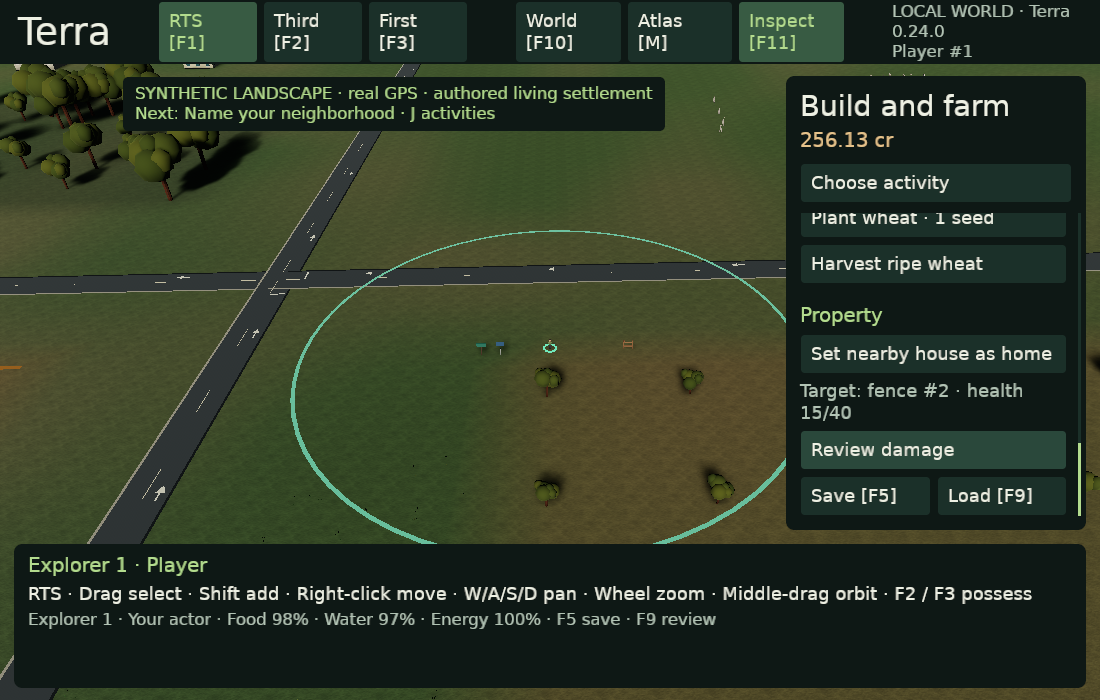 Terra
RTS
[F1]
Third
[F2]
First
[F3]
World
[F10]
Atlas
[M]
Inspect
[F11]
LOCAL WORLD · Terra
0.24.0
Player #1
SYNTHETIC LANDSCAPE · real GPS · authored living settlement
Next: Name your neighborhood · J activities
Build and farm
256.13 cr
Choose activity
Plant wheat · 1 seed
Harvest ripe wheat
Property
Set nearby house as home
Target: fence #2 · health
15/40
Review damage
Save [F5]
Load [F9]
Explorer 1 · Player
RTS · Drag select · Shift add · Right-click move · W/A/S/D pan · Wheel zoom · Middle-drag orbit · F2 / F3 possess
Explorer 1 · Your actor · Food 98% · Water 97% · Energy 100% · F5 save · F9 review